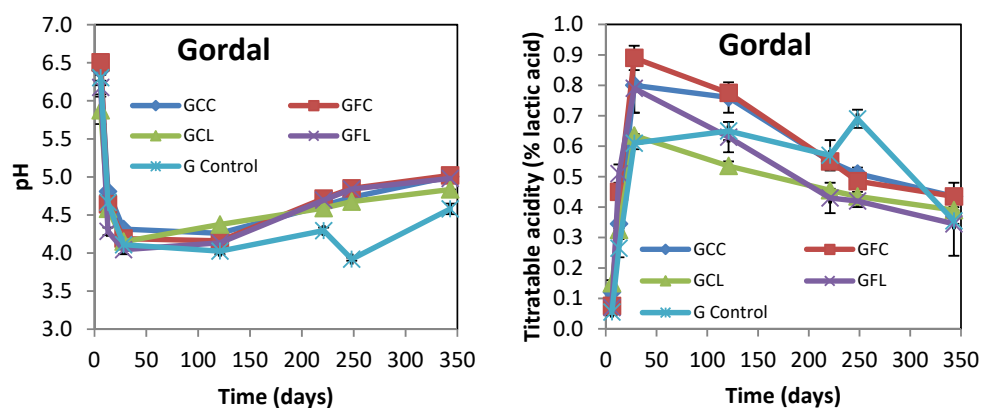 Gordal
pH
7.0
6.5
6.0
5.5
5.0
4.5
4.0
3.5
3.0
GCC
GFC
GCL
GFL
G Control
0 50 100 150 200 250 300 350
Time (days)
Gordal
Titratable acidity (% lactic acid)
1.0
0.9
0.8
0.7
0.6
0.5
0.4
0.3
0.2
0.1
0.0
GCC
GFC
GCL
GFL
G Control
0 50 100 150 200 250 300 350
Time (days)